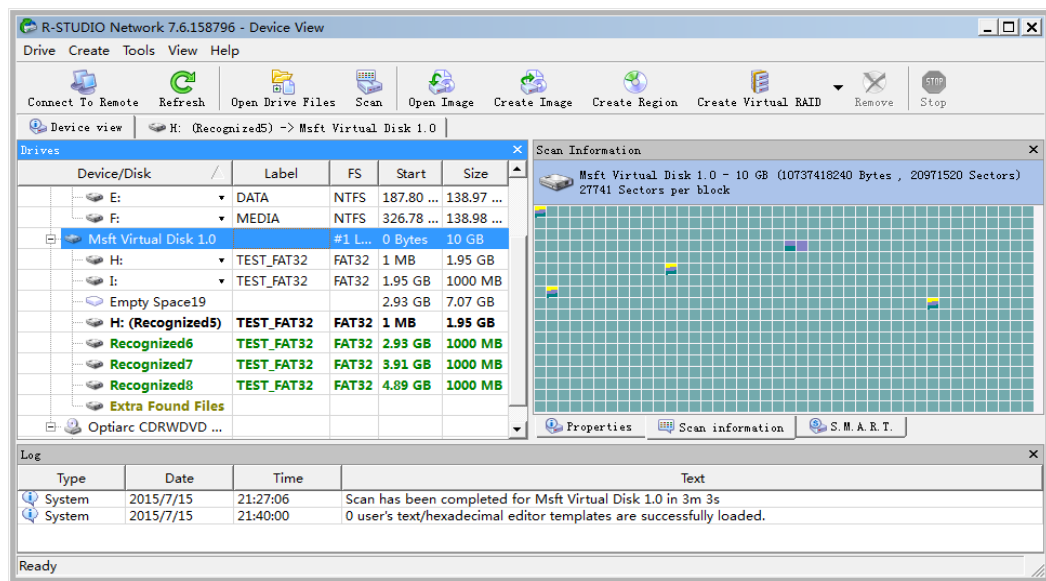 R-STUDIO Network 7.6.158796 - Device View
Drive Create Tools View Help
Connect To Remote Refresh Open Drive Files Scan Open Image Create Image Create Region Create Virtual RAID Remove STOP Stop
Device view H: (Recognized5) -> Msft Virtual Disk 1.0
Drives
Device/Disk Label FS Start Size
E: DATA NTFS 187.80 ... 138.97 ...
F: MEDIA NTFS 326.78 ... 138.98 ...
Msft Virtual Disk 1.0 #1 L... 0 Bytes 10 GB
H: TEST_FAT32 FAT32 1 MB 1.95 GB
I: TEST_FAT32 FAT32 1.95 GB 1000 MB
Empty Space19 2.93 GB 7.07 GB
H: (Recognized5) TEST_FAT32 FAT32 1 MB 1.95 GB
Recognized6 TEST_FAT32 FAT32 2.93 GB 1000 MB
Recognized7 TEST_FAT32 FAT32 3.91 GB 1000 MB
Recognized8 TEST_FAT32 FAT32 4.89 GB 1000 MB
Extra Found Files
Optiarc CDRWDVD ...
Scan Information
Msft Virtual Disk 1.0 - 10 GB (10737418240 Bytes , 20971520 Sectors)
27741 Sectors per block
Properties Scan information S.M.A.R.T.
Log
Type Date Time Text
System 2015/7/15 21:27:06 Scan has been completed for Msft Virtual Disk 1.0 in 3m 3s
System 2015/7/15 21:40:00 0 user's text/hexadecimal editor templates are successfully loaded.
Ready